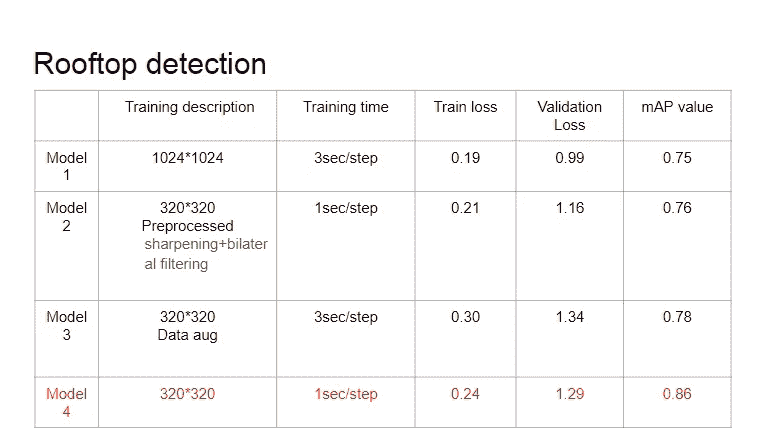 Rooftop detection
Training description Training time Train loss Validation Loss mAP value
Model 1 1024*1024 3sec/step 0.19 0.99 0.75
Model 2 320*320 Preprocessed sharpening+bilater al filtering 1sec/step 0.21 1.16 0.76
Model 3 320*320 Data aug 3sec/step 0.30 1.34 0.78
Model 4 320*320 1sec/step 0.24 1.29 0.86